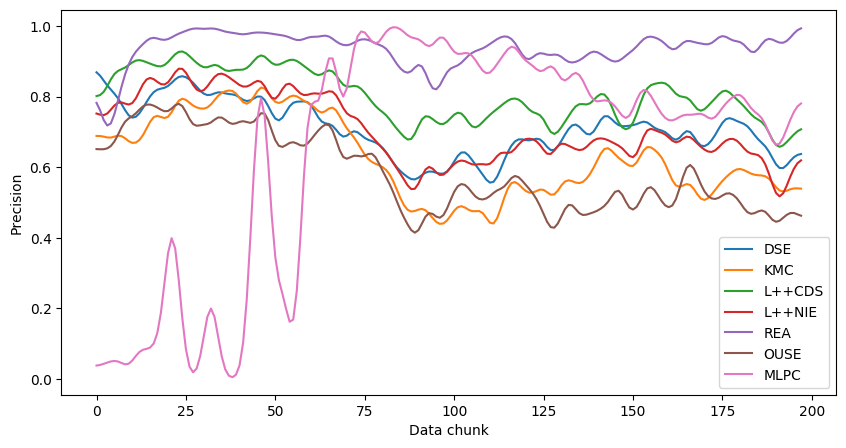 1.0
0.8
0.6
0.4
0.2
0.0
Precision
0
25
50
75
100
125
150
175
200
Data chunk
DSE
KMC
L++CDS
L++NIE
REA
OUSE
MLPC